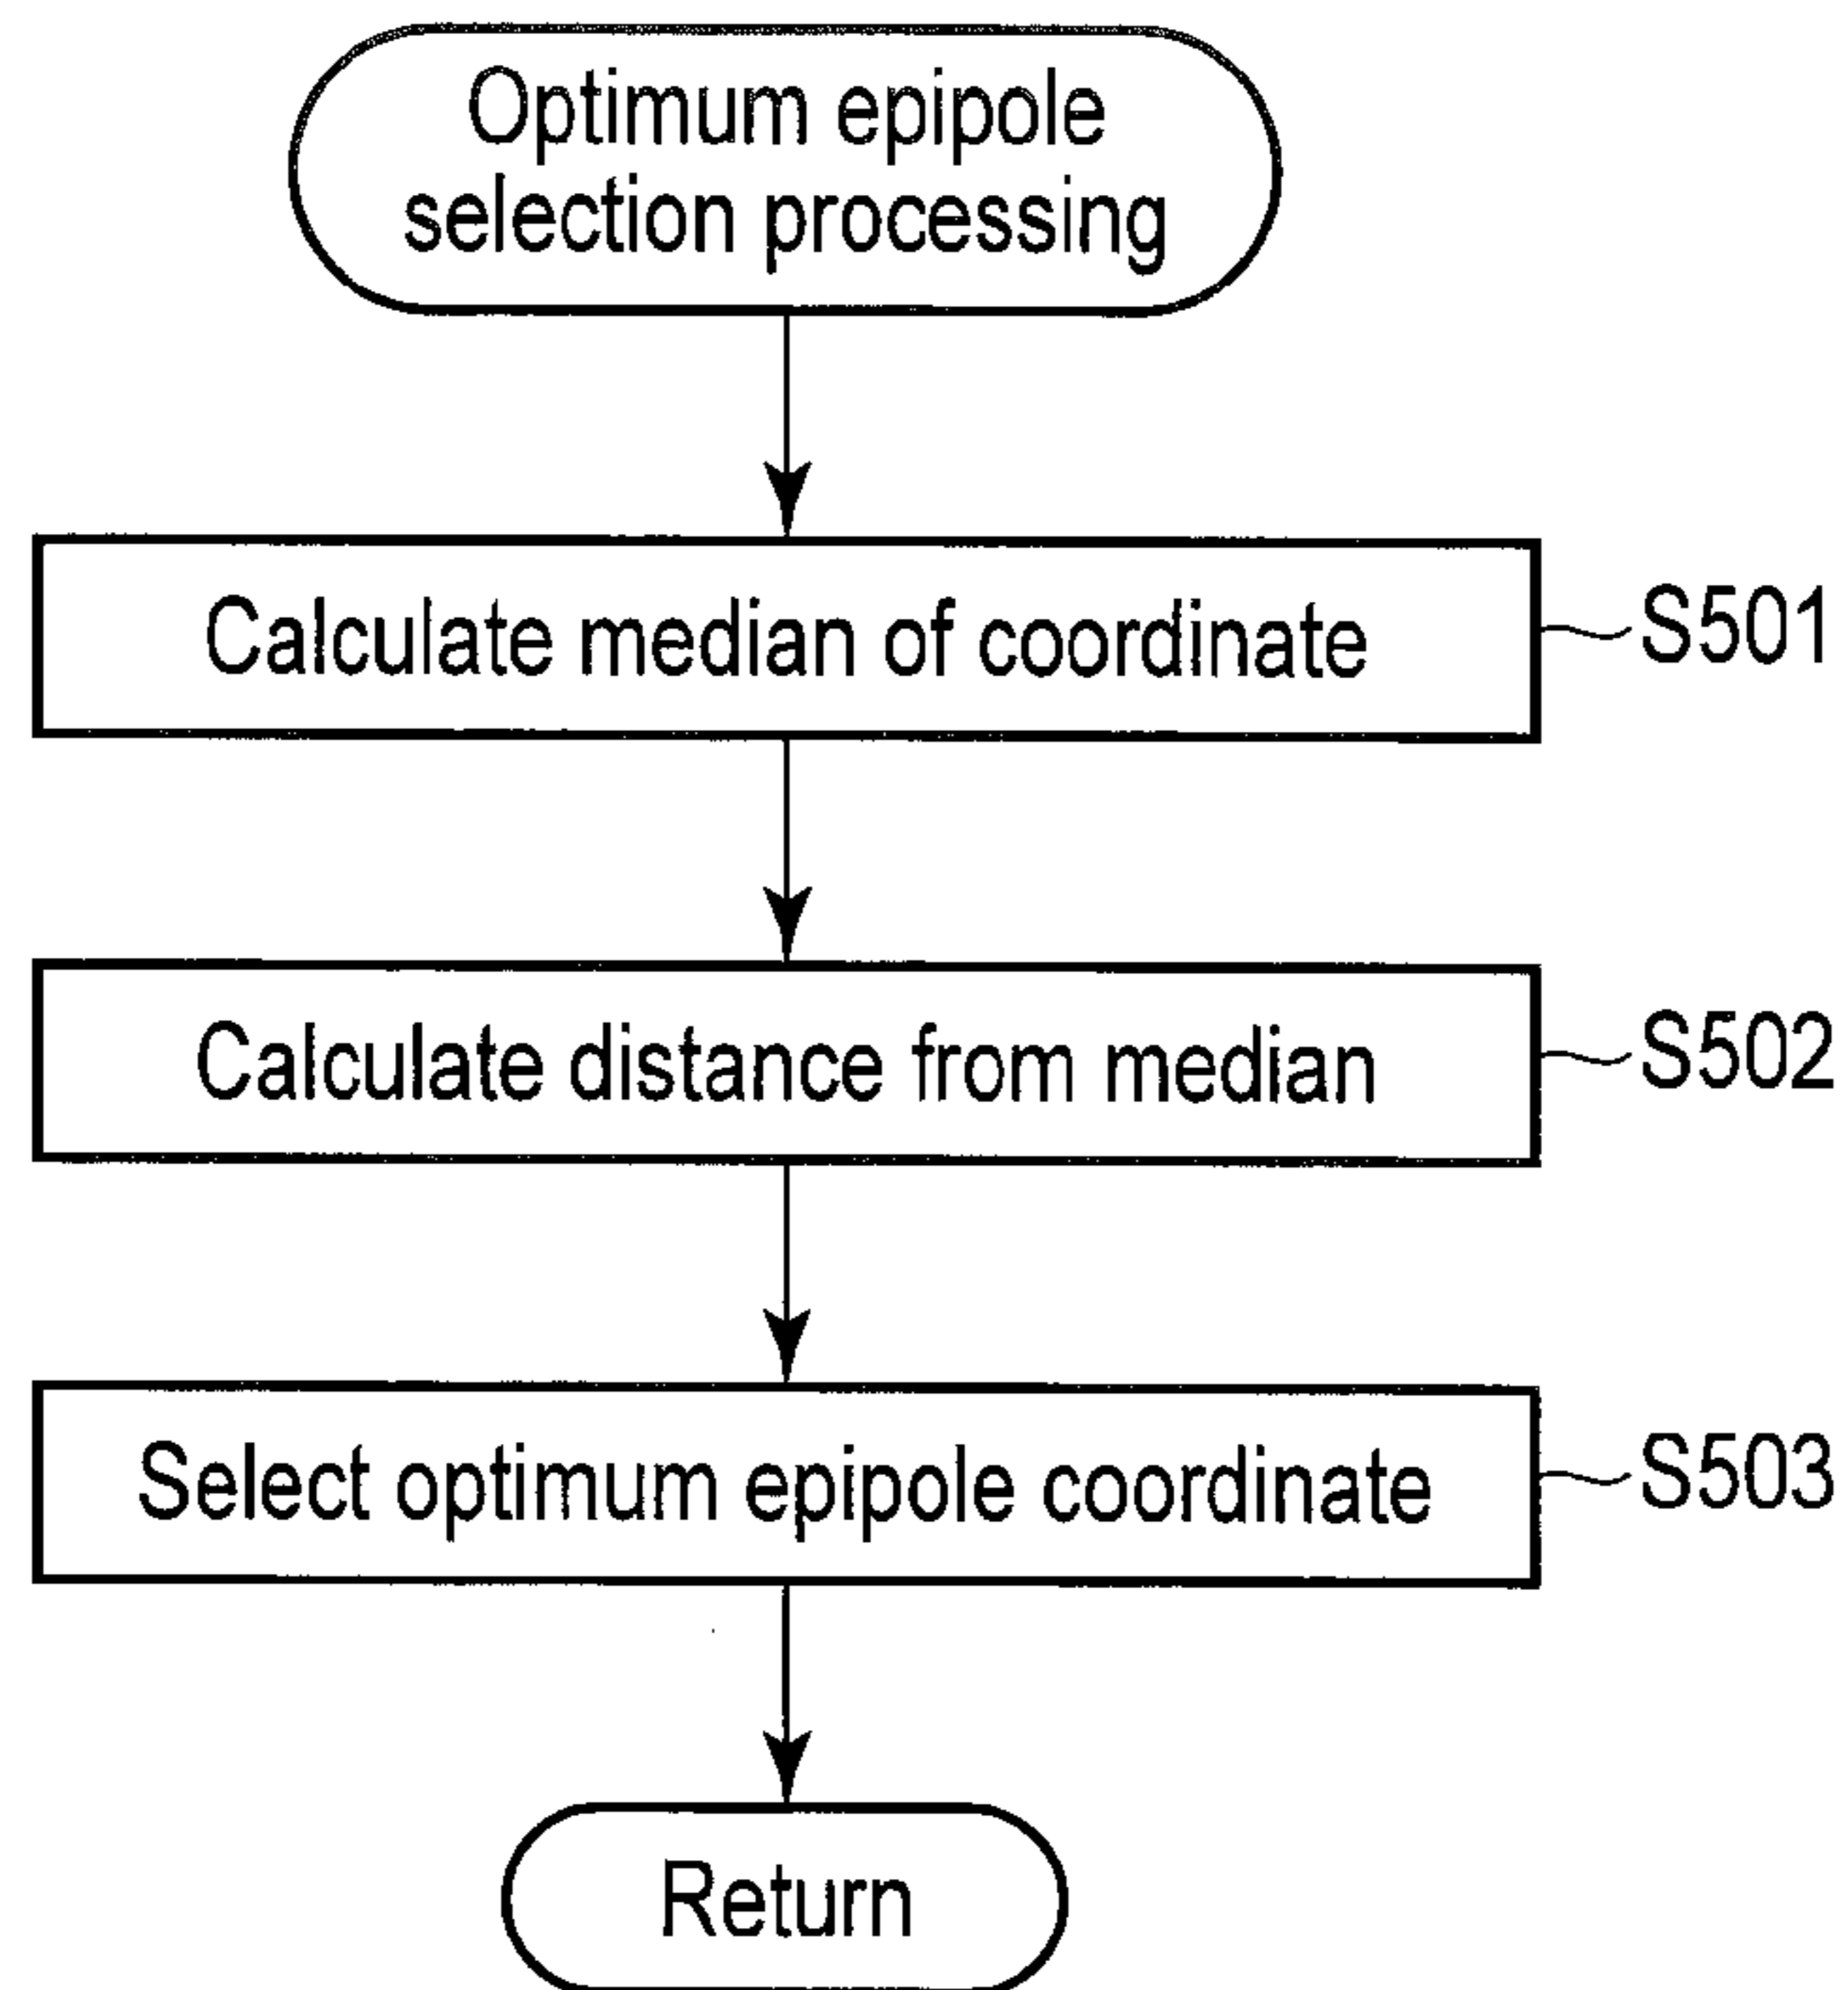 Optimum epipole
selection processing
Calculate median of coordinate
S501
Calculate distance from median
S502
Select optimum epipole coordinate
S503
Return